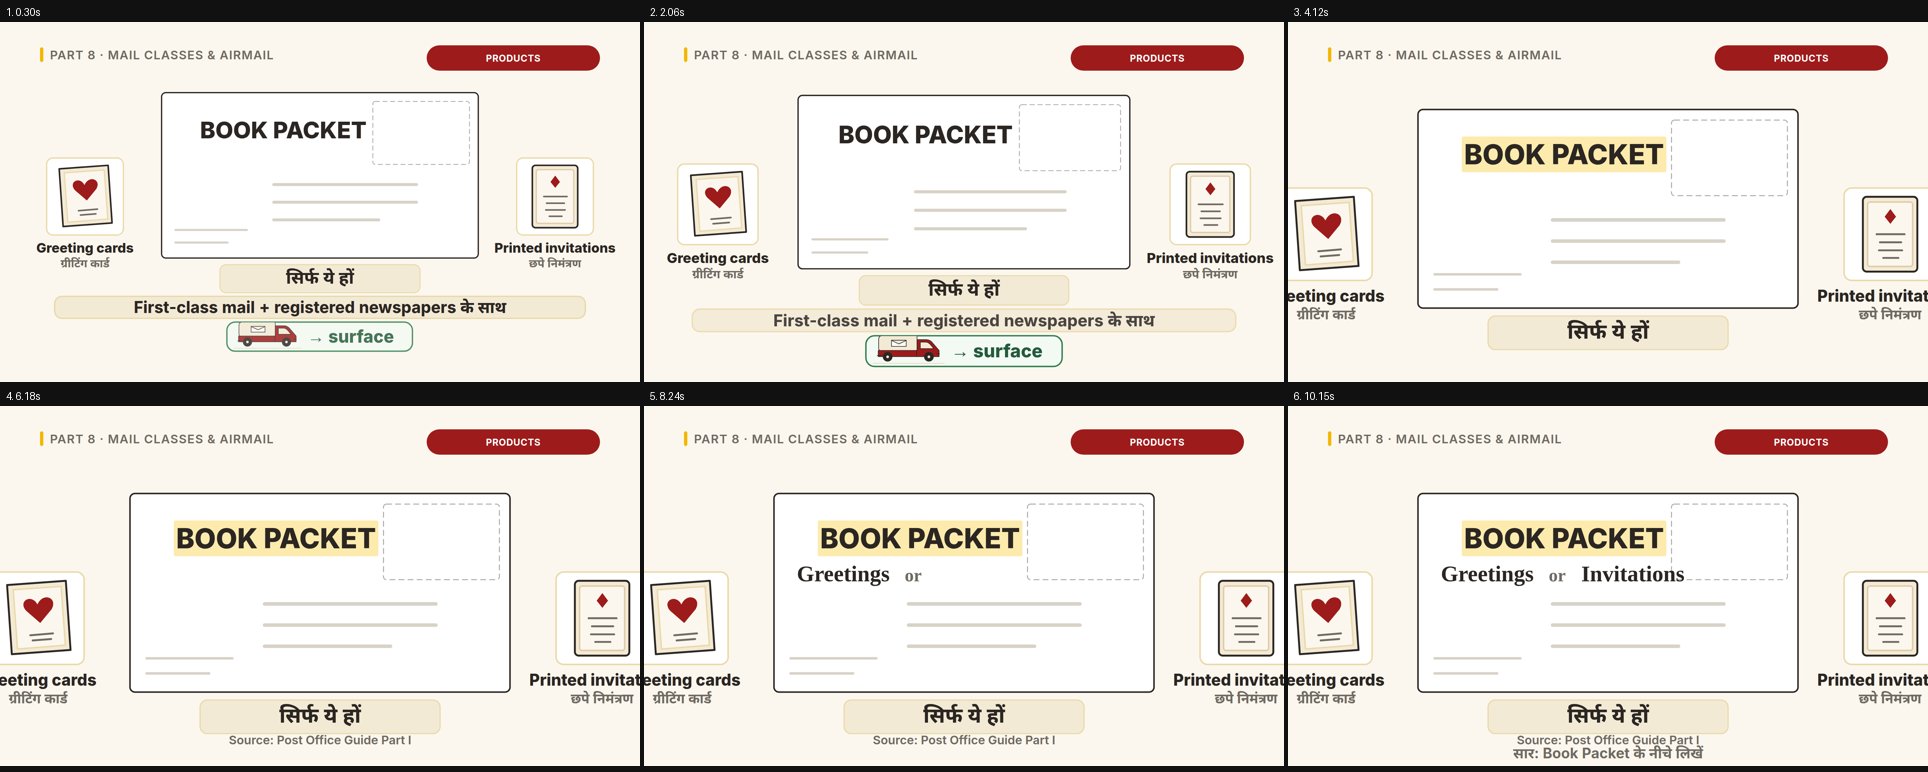 1. 0.30s
PART 8 · MAIL CLASSES & AIRMAIL
PRODUCTS
BOOK PACKET
Greeting cards
ग्रीटिंग कार्ड
Printed invitations
छपे निमंत्रण
सिर्फ ये हों
First-class mail + registered newspapers के साथ
→ surface
2. 2.06s
PART 8 · MAIL CLASSES & AIRMAIL
PRODUCTS
BOOK PACKET
Greeting cards
ग्रीटिंग कार्ड
Printed invitations
छपे निमंत्रण
सिर्फ ये हों
First-class mail + registered newspapers के साथ
→ surface
3. 4.12s
PART 8 · MAIL CLASSES & AIRMAIL
PRODUCTS
BOOK PACKET
eeting cards
ग्रीटिंग कार्ड
Printed invitat
छपे निमंत्रण
सिर्फ ये हों
4. 6.18s
PART 8 · MAIL CLASSES & AIRMAIL
PRODUCTS
BOOK PACKET
eeting cards
ग्रीटिंग कार्ड
Printed invitat
छपे निमंत्रण
सिर्फ ये हों
Source: Post Office Guide Part I
5. 8.24s
PART 8 · MAIL CLASSES & AIRMAIL
PRODUCTS
BOOK PACKET
Greetings or
eeting cards
ग्रीटिंग कार्ड
Printed invitat
छपे निमंत्रण
सिर्फ ये हों
Source: Post Office Guide Part I
6. 10.15s
PART 8 · MAIL CLASSES & AIRMAIL
PRODUCTS
BOOK PACKET
Greetings or Invitations
eeting cards
ग्रीटिंग कार्ड
Printed invitat
छपे निमंत्रण
सिर्फ ये हों
Source: Post Office Guide Part I
सार: Book Packet के नीचे लिखें